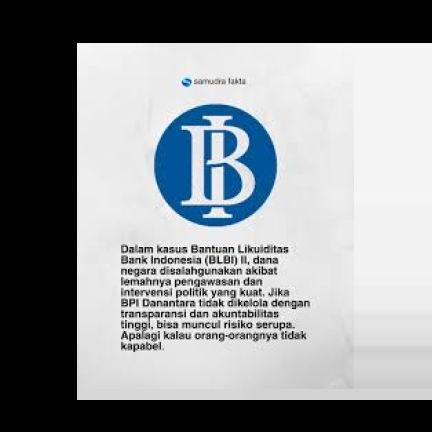 samudra fakta
BI
Dalam kasus Bantuan Likuiditas
Bank Indonesia (BLBI) II, dana
negara disalahgunakan akibat
lemahnya pengawasan dan
intervensi politik yang kuat. Jika
BPI Danantara tidak dikelola dengan
transparansi dan akuntabilitas
tinggi, bisa muncul risiko serupa.
Apalagi kalau orang-orangnya tidak
kapabel.